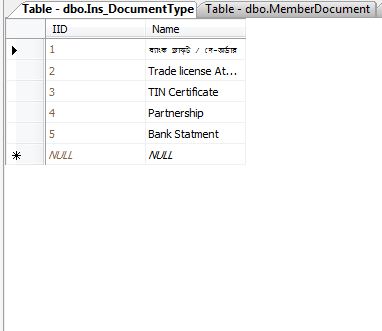 Table - dbo.Ins_DocumentType Table - dbo.MemberDocument
IID Name
1 ব্যাংক ড্রাফ্ট / পে-অর্ডার
2 Trade license At...
3 TIN Certificate
4 Partnership
5 Bank Statment
NULL NULL